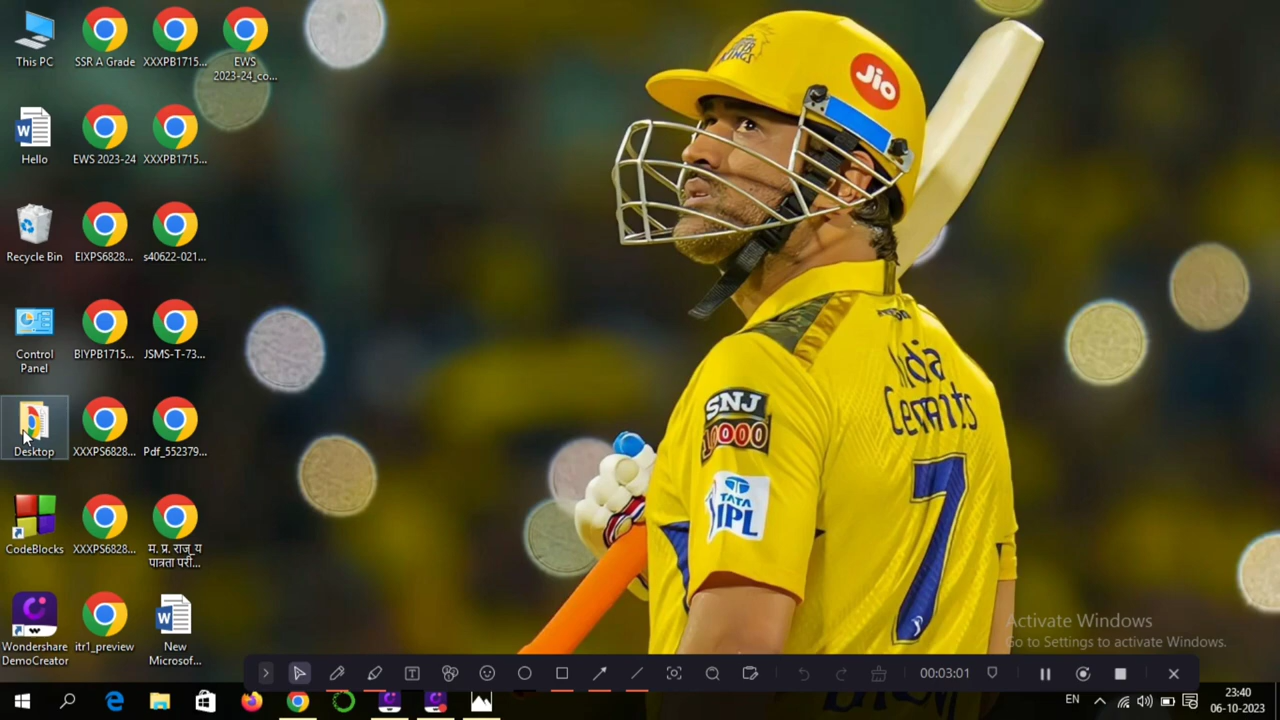 This PC
SSR A Grade
XXXPB1715...
EWS
2023-24_co...
Hello
EWS 2023-24
XXXPB1715...
Recycle Bin
EIXPS6828...
s40622-021...
Control
Panel
BIYPB1715...
JSMS-T-73...
Desktop
XXXPS6828...
Pdf_552379...
CodeBlocks
XXXPS6828...
म. प्र. राज्_य
पात्रता परी...
Wondershare
DemoCreator
itr1_preview
New
Microsof...
KINGS
Jio
India
Cements
SNJ
10000
7
TATA
IPL
Activate Windows
Go to Settings to activate Windows.
00:03:01
EN
23:40
06-10-2023